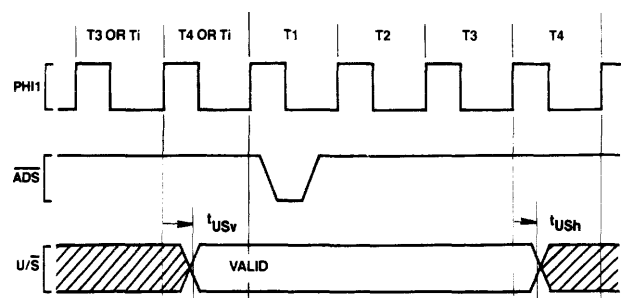 T3 OR Ti T4 OR Ti T1 T2 T3 T4
PHI1
ADS
tUSv tUSh
U/S VALID